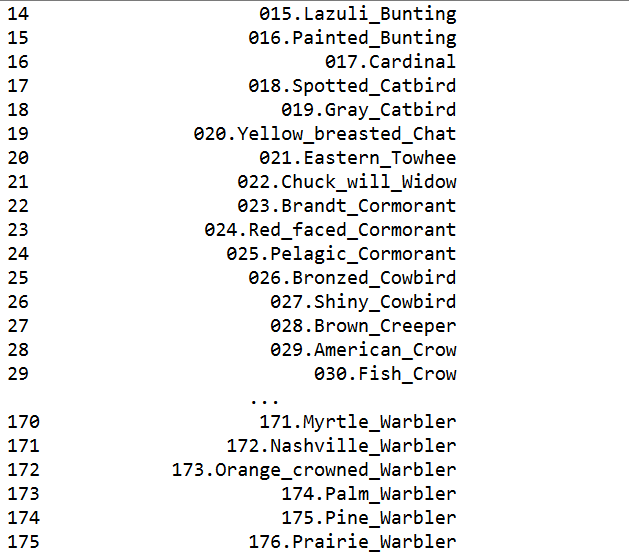 14 015.Lazuli_Bunting
15 016.Painted_Bunting
16 017.Cardinal
17 018.Spotted_Catbird
18 019.Gray_Catbird
19 020.Yellow_breasted_Chat
20 021.Eastern_Towhee
21 022.Chuck_will_Widow
22 023.Brandt_Cormorant
23 024.Red_faced_Cormorant
24 025.Pelagic_Cormorant
25 026.Bronzed_Cowbird
26 027.Shiny_Cowbird
27 028.Brown_Creeper
28 029.American_Crow
29 030.Fish_Crow
...
170 171.Myrtle_Warbler
171 172.Nashville_Warbler
172 173.Orange_crowned_Warbler
173 174.Palm_Warbler
174 175.Pine_Warbler
175 176.Prairie_Warbler